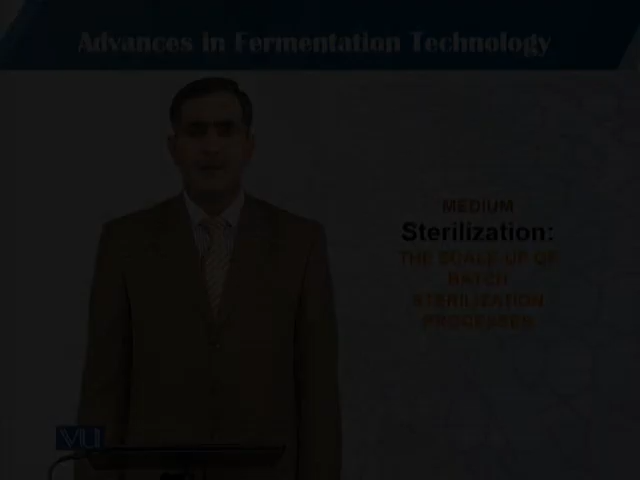 Advances in Fermentation Technology
MEDIUM
Sterilization:
THE SCALE UP OF
BATCH
STERILIZATION
PROCESSES
VU